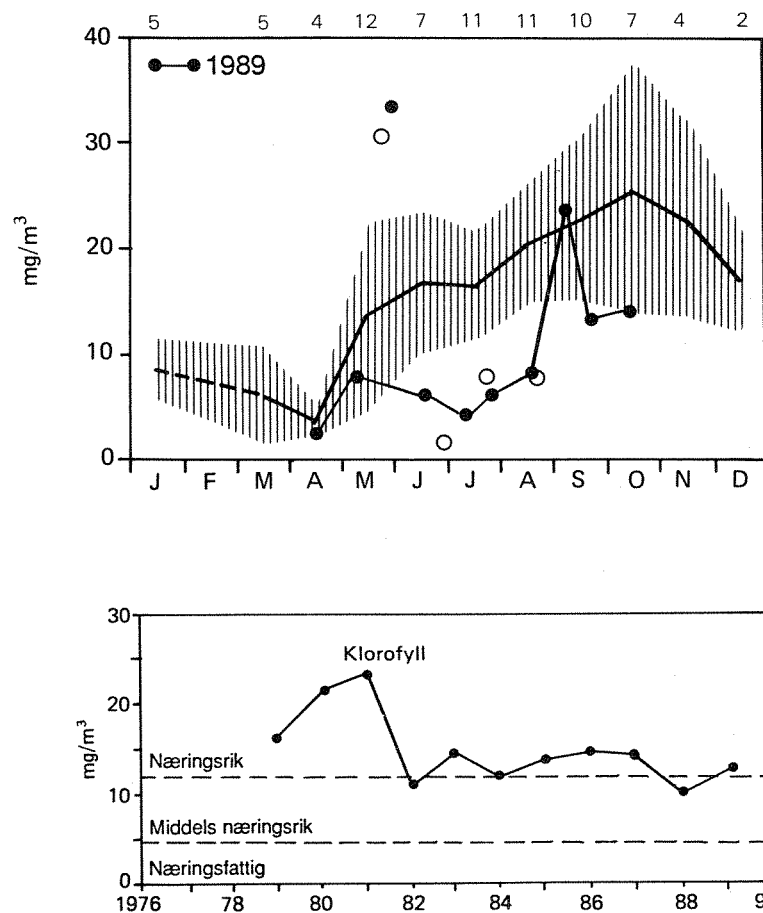 5 5 4 12 7 11 11 10 7 4 2
40
1989
30
mg/m³
20
10
0
J F M A M J J A S O N D
30
Klorofyll
20
mg/m³
Næringsrik
10
Middels næringsrik
Næringsfattig
0
1976 78 80 82 84 86 88 9